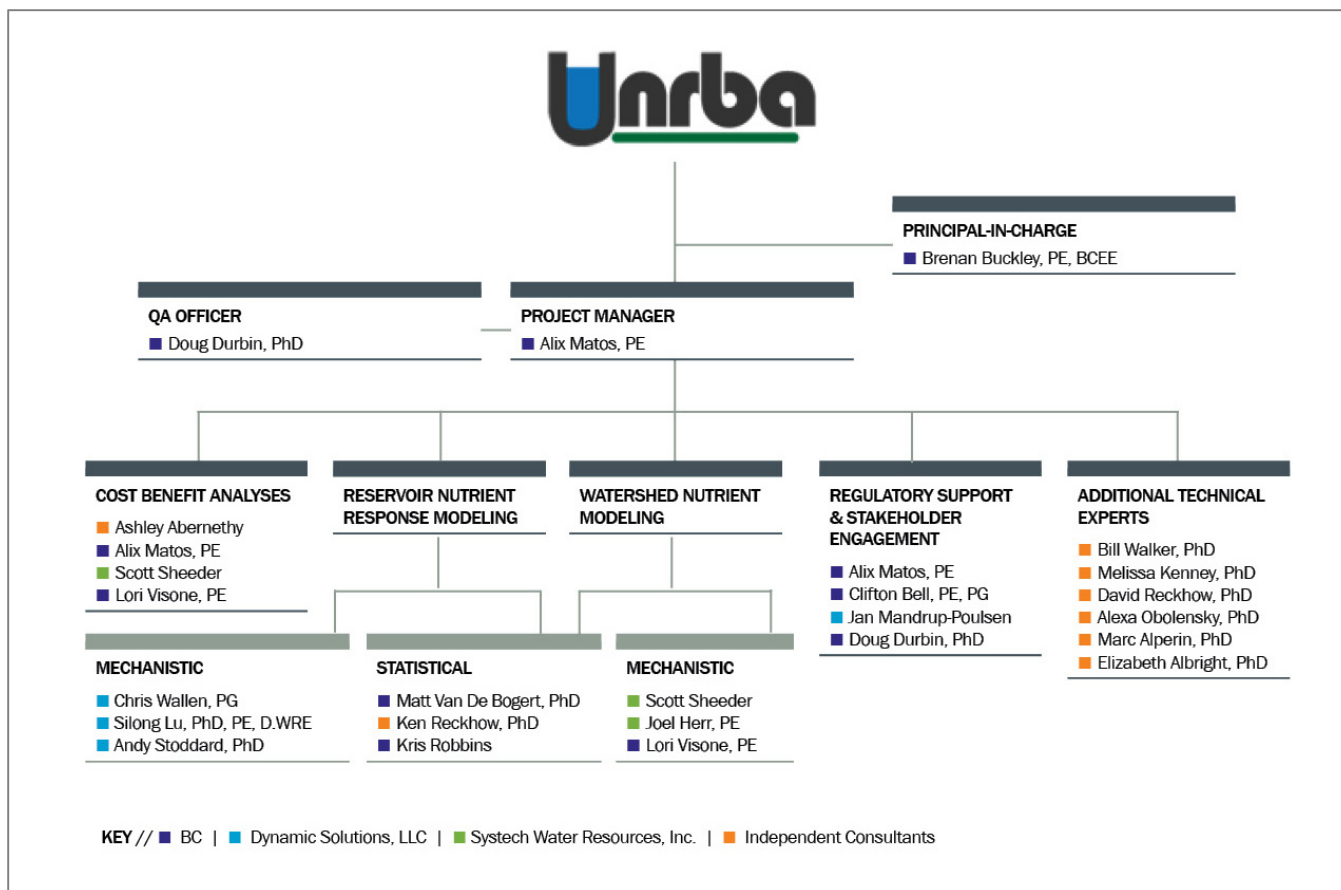 Unrba
PRINCIPAL-IN-CHARGE
Brenan Buckley, PE, BCEE
QA OFFICER
Doug Durbin, PhD
PROJECT MANAGER
Alix Matos, PE
COST BENEFIT ANALYSES
Ashley Abernethy
Alix Matos, PE
Scott Sheeder
Lori Visone, PE
RESERVOIR NUTRIENT
RESPONSE MODELING
WATERSHED NUTRIENT
MODELING
REGULATORY SUPPORT
& STAKEHOLDER
ENGAGEMENT
Alix Matos, PE
Clifton Bell, PE, PG
Jan Mandrup-Poulsen
Doug Durbin, PhD
ADDITIONAL TECHNICAL
EXPERTS
Bill Walker, PhD
Melissa Kenney, PhD
David Reckhow, PhD
Alexa Obolensky, PhD
Marc Alperin, PhD
Elizabeth Albright, PhD
MECHANISTIC
Chris Wallen, PG
Silong Lu, PhD, PE, D.WRE
Andy Stoddard, PhD
STATISTICAL
Matt Van De Bogert, PhD
Ken Reckhow, PhD
Kris Robbins
MECHANISTIC
Scott Sheeder
Joel Herr, PE
Lori Visone, PE
KEY // BC | Dynamic Solutions, LLC | Systech Water Resources, Inc. | Independent Consultants